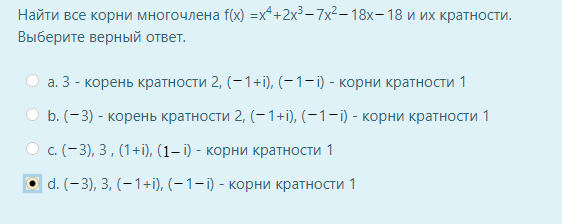 Найти все корни многочлена f(x) =x⁴+2x³−7x²−18x−18 и их кратности.
Выберите верный ответ.
a. 3 - корень кратности 2, (−1+i), (−1−i) - корни кратности 1
b. (−3) - корень кратности 2, (−1+i), (−1−i) - корни кратности 1
c. (−3), 3 , (1+i), (1−i) - корни кратности 1
d. (−3), 3, (−1+i), (−1−i) - корни кратности 1